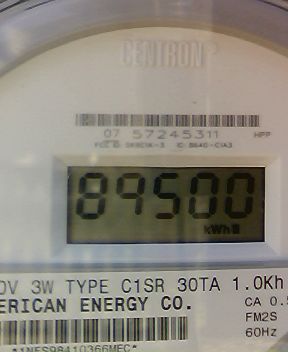 CENTRON
07 57245311 HPP
89500
kWh
0V 3W TYPE C1SR 30TA 1.0Kh
ERICAN ENERGY CO.
CA 0.5
FM2S
60Hz